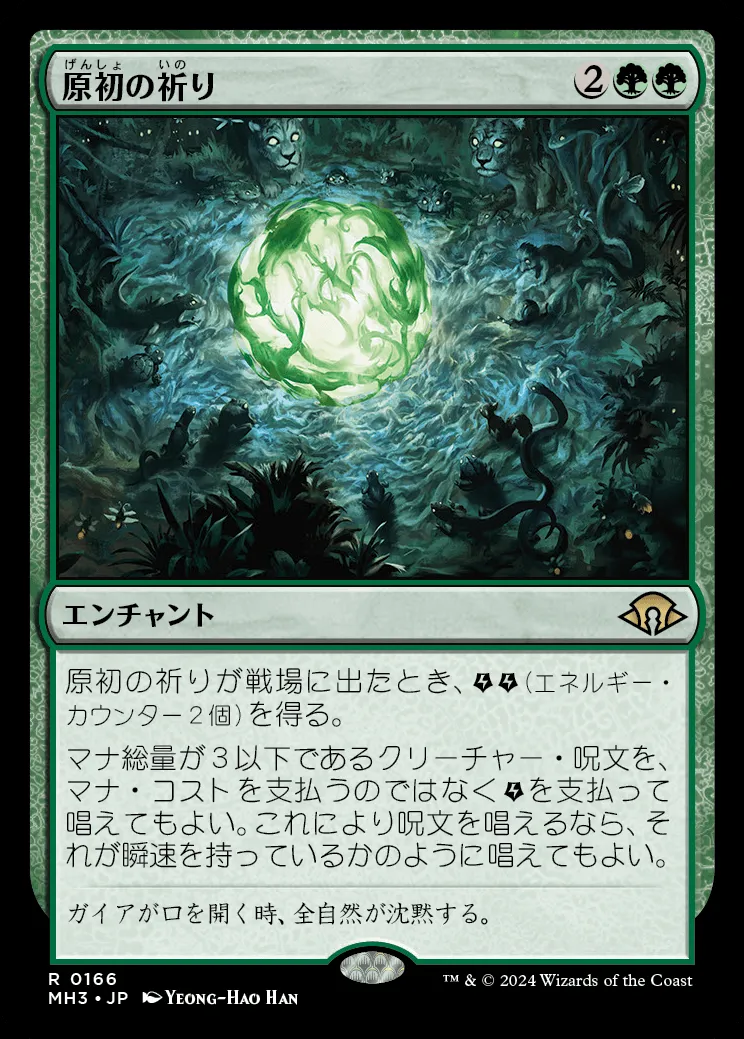 げんしょ いの
原初の祈り 2
エンチャント
原初の祈りが戦場に出たとき、(エネルギー・
カウンター2個)を得る。
マナ総量が3以下であるクリーチャー・呪文を、
マナ・コストを支払うのではなくを支払って
唱えてもよい。これにより呪文を唱えるなら、そ
れが瞬速を持っているかのように唱えてもよい。
ガイアが口を開く時、全自然が沈黙する。
R 0166
MH3 • JP YEONG-HAO HAN
™ & © 2024 Wizards of the Coast